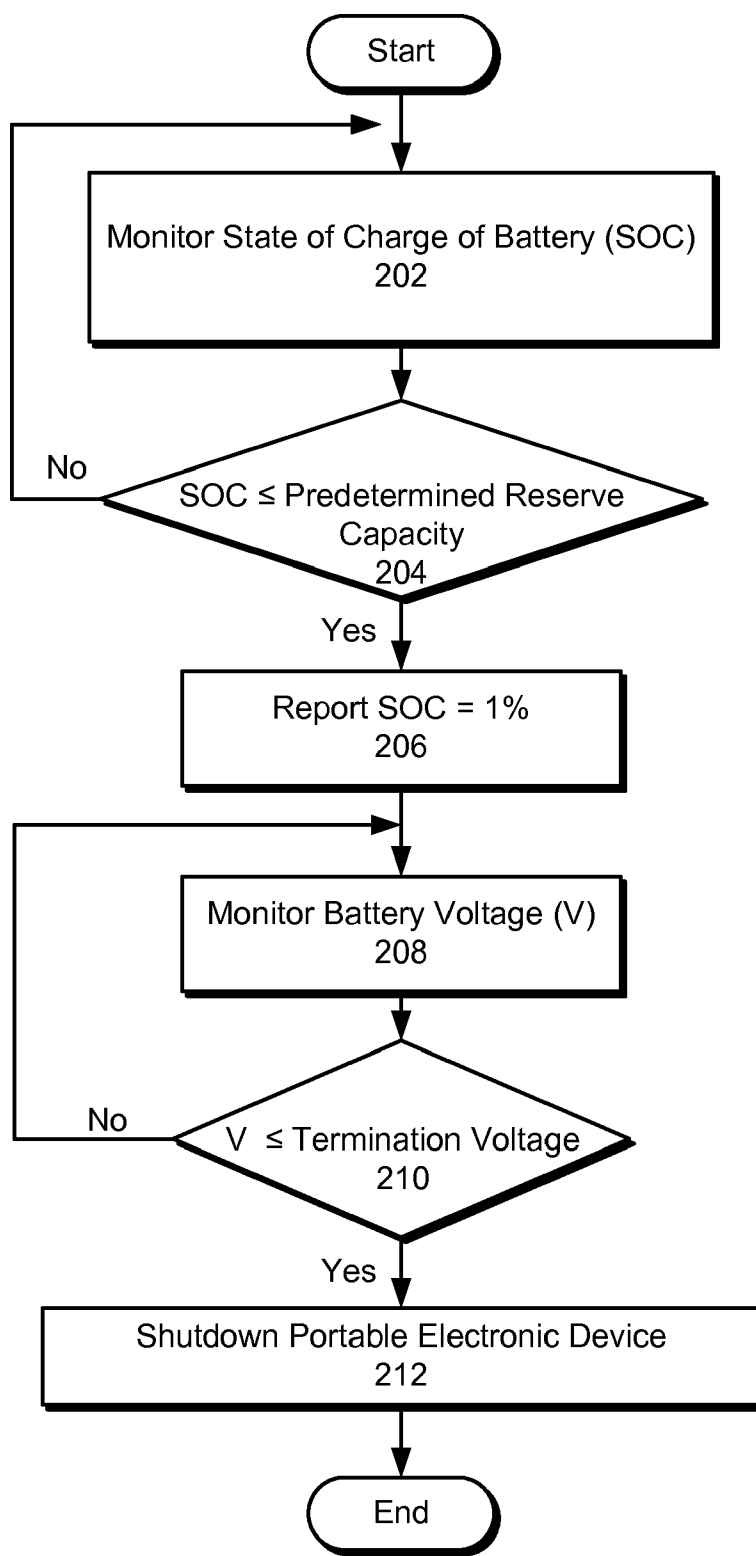 Start
Monitor State of Charge of Battery (SOC)
202
No
SOC ≤ Predetermined Reserve
Capacity
204
Yes
Report SOC = 1%
206
Monitor Battery Voltage (V)
208
No
V ≤ Termination Voltage
210
Yes
Shutdown Portable Electronic Device
212
End